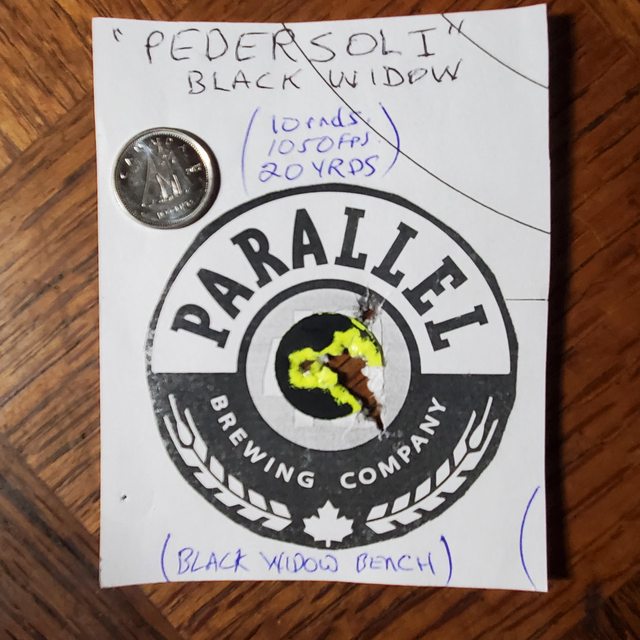 "PEDERSOLI"
BLACK WIDOW
(10 rnds.
1050 FPS.
20 YRDS)
PARALLEL
BREWING COMPANY
(BLACK WIDOW BENCH)
(